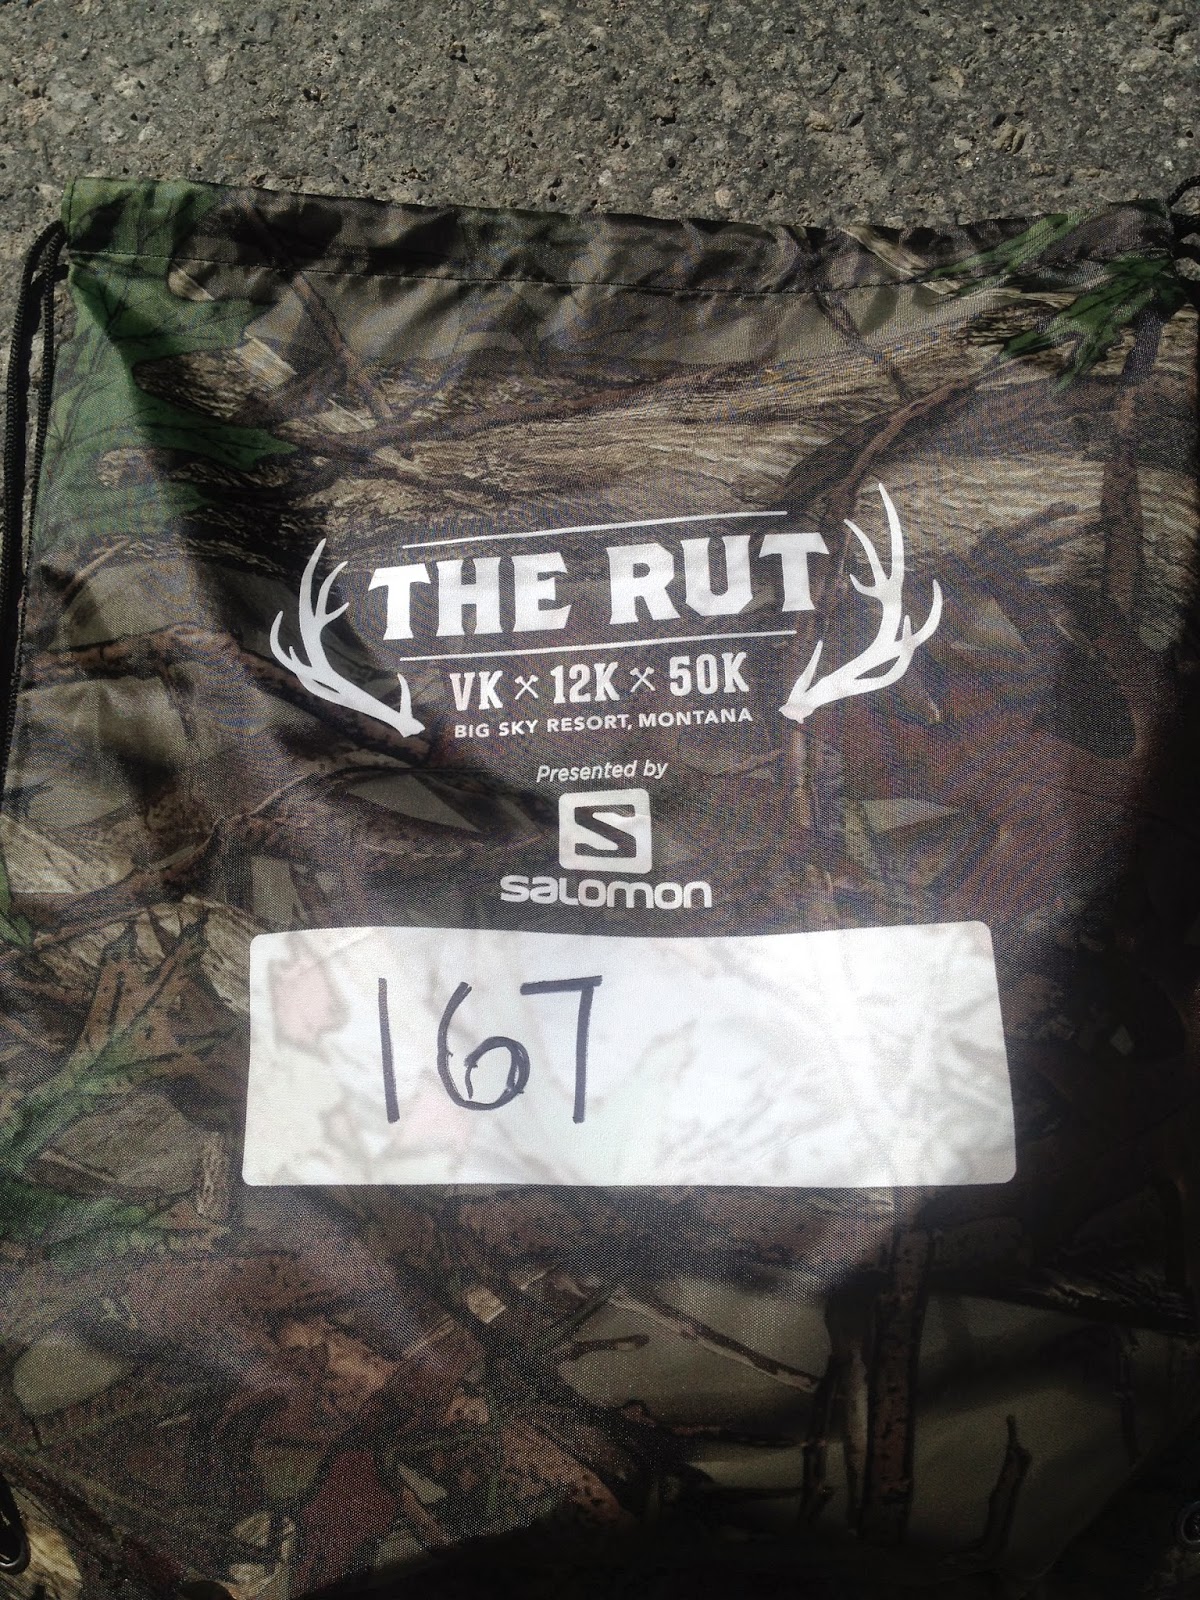 THE RUT
VK × 12K × 50K
BIG SKY RESORT, MONTANA
Presented by
S
salomon
167